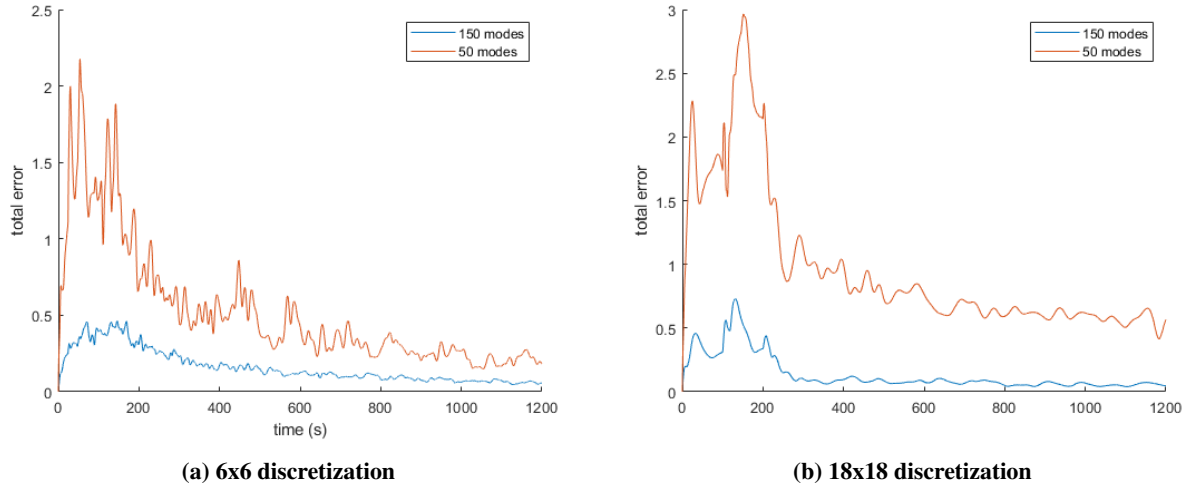 2.5
2
1.5
1
0.5
0
total error
0 200 400 600 800 1000 1200
time (s)
150 modes
50 modes
(a) 6x6 discretization
3
2.5
2
1.5
1
0.5
0
total error
0 200 400 600 800 1000 1200
150 modes
50 modes
(b) 18x18 discretization